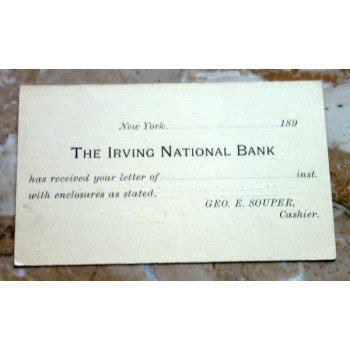 New York, 189
THE IRVING NATIONAL BANK
has received your letter of inst.
with enclosures as stated.
GEO. E. SOUPER,
Cashier.